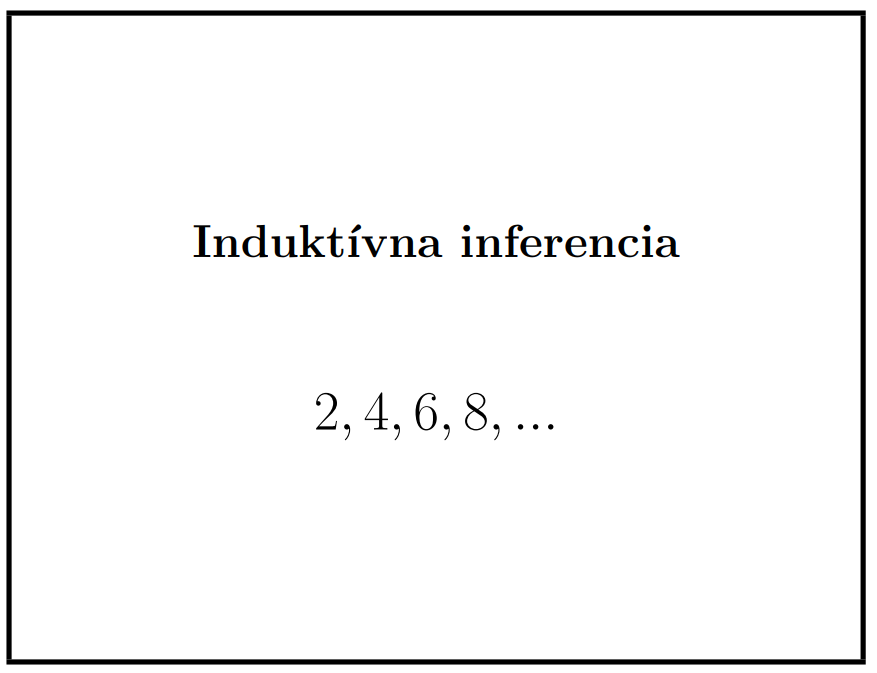 Induktívna inferencia
2, 4, 6, 8, ...